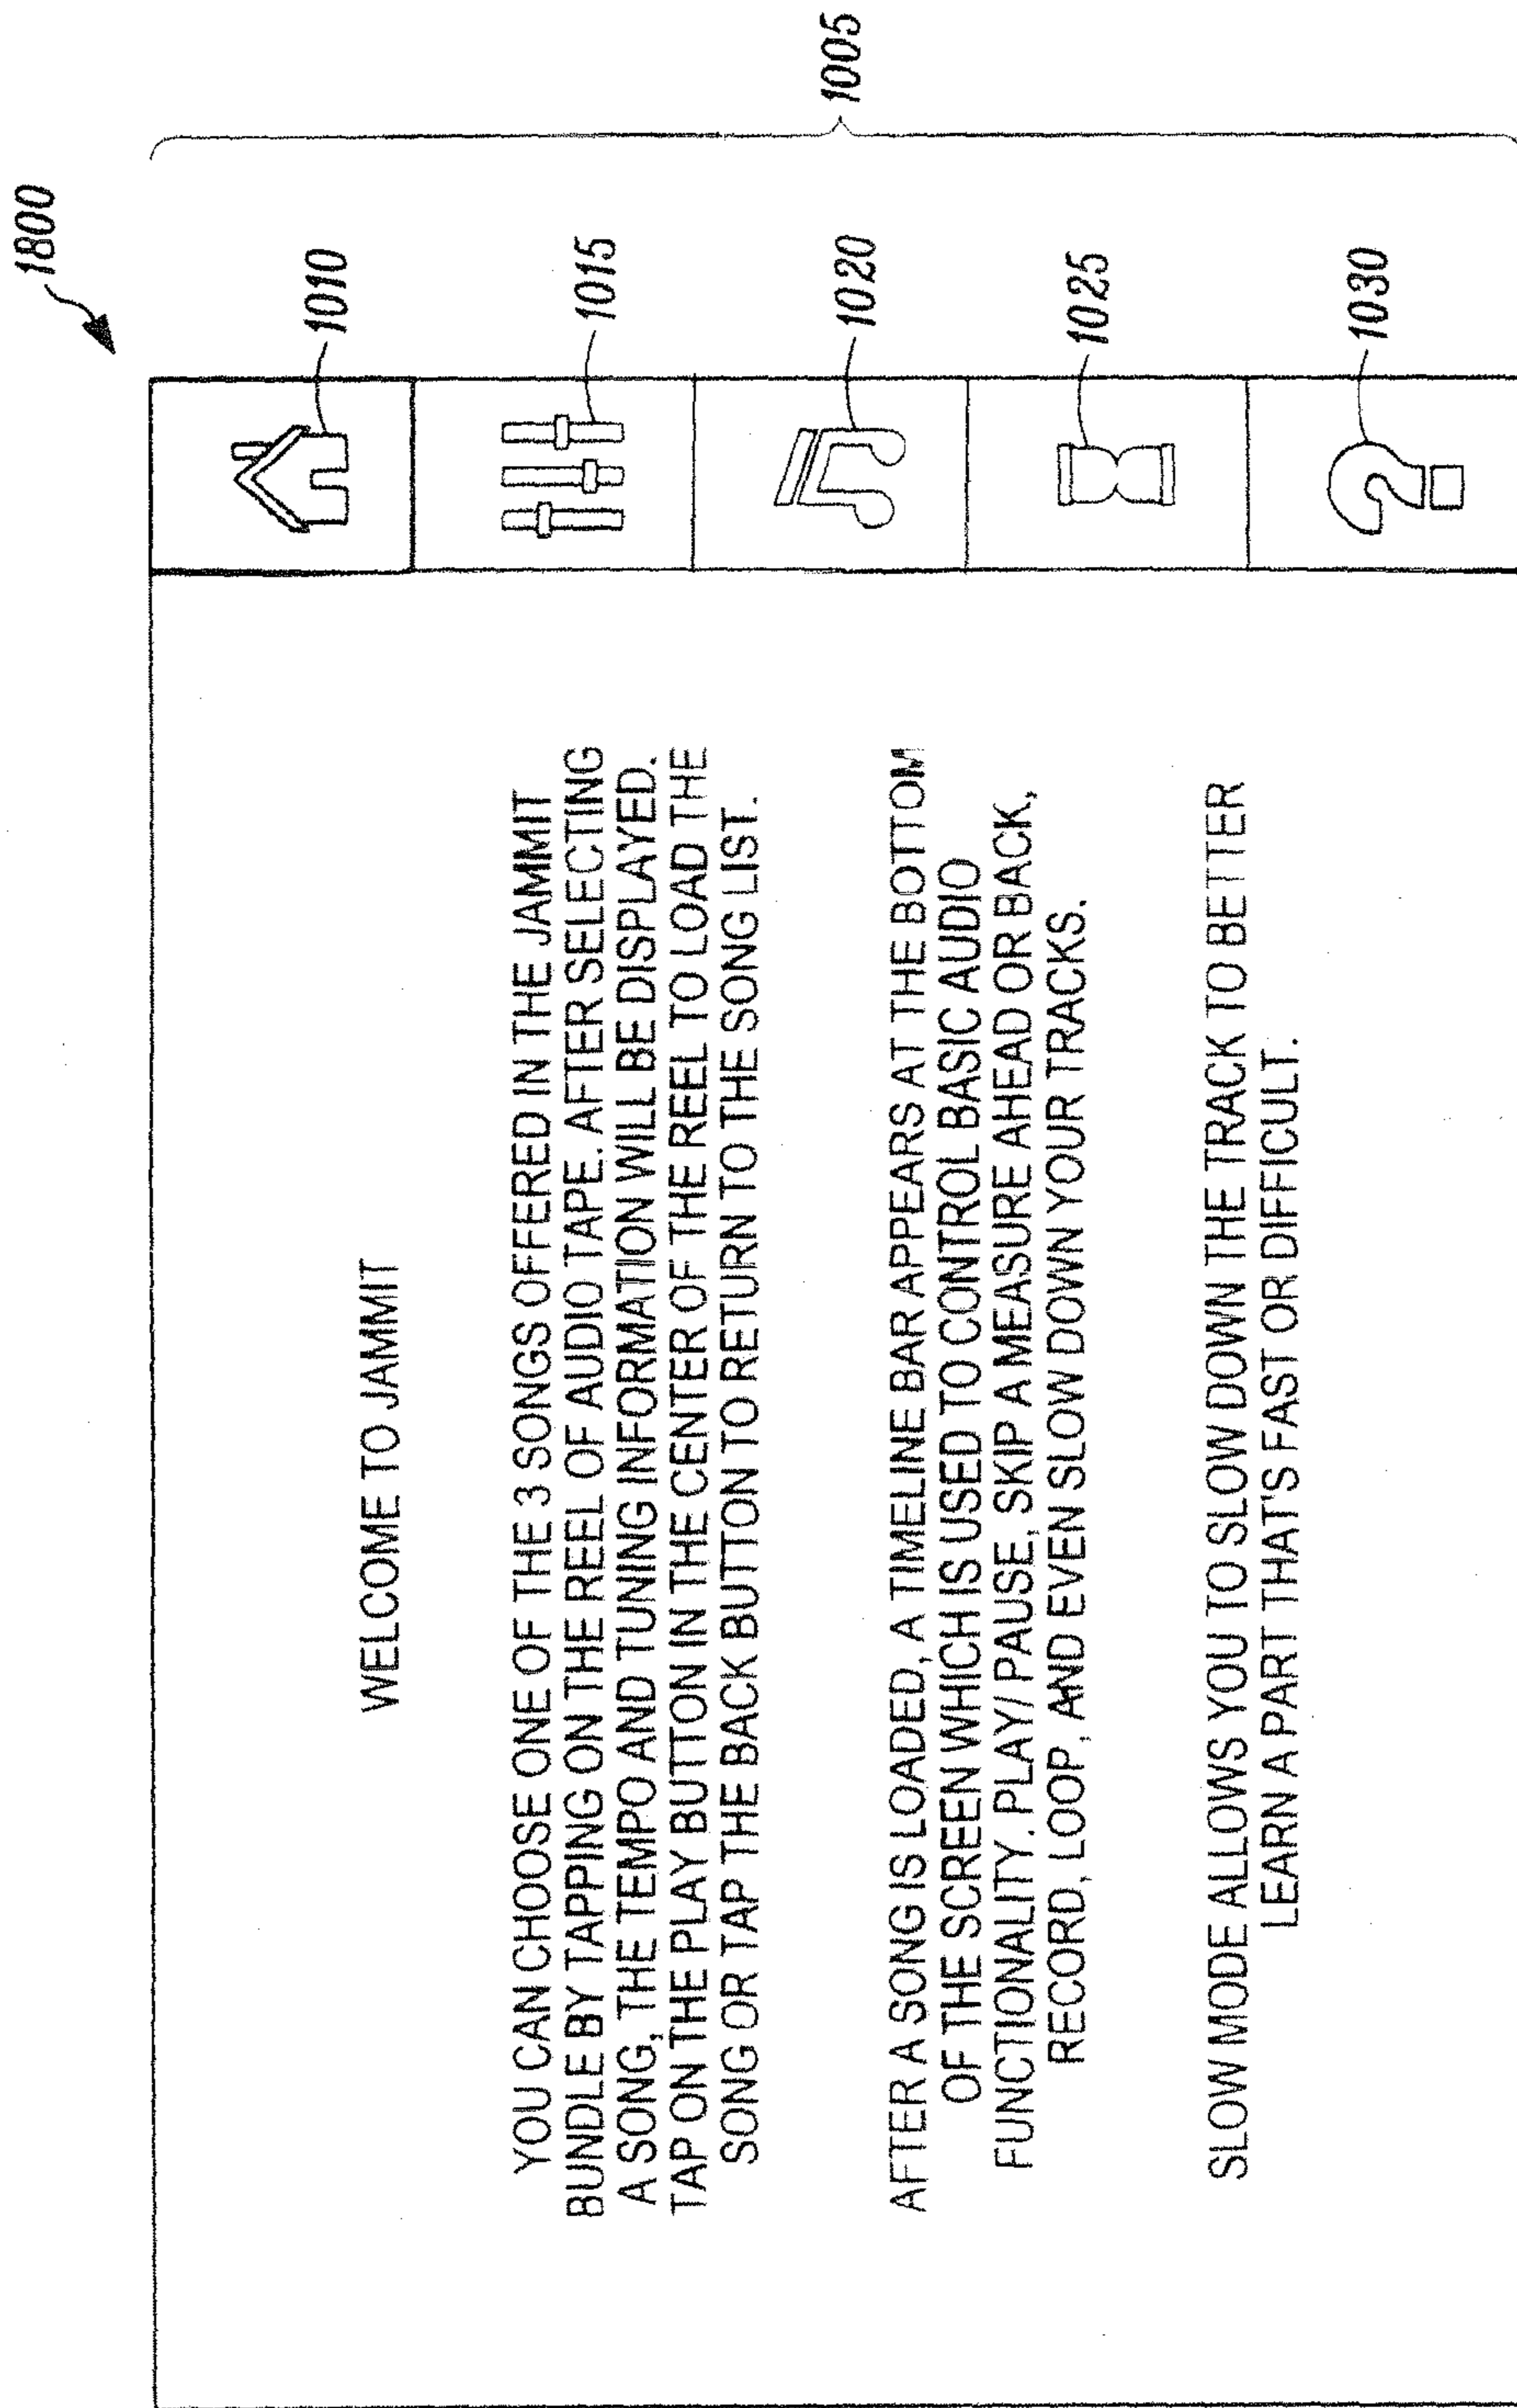 1800
1005
1010
1015
1020
1025
1030
WELCOME TO JAMMIT
YOU CAN CHOOSE ONE OF THE 3 SONGS OFFERED IN THE JAMMIT
BUNDLE BY TAPPING ON THE REEL OF AUDIO TAPE. AFTER SELECTING
A SONG, THE TEMPO AND TUNING INFORMATION WILL BE DISPLAYED.
TAP ON THE PLAY BUTTON IN THE CENTER OF THE REEL TO LOAD THE
SONG OR TAP THE BACK BUTTON TO RETURN TO THE SONG LIST.
AFTER A SONG IS LOADED, A TIMELINE BAR APPEARS AT THE BOTTOM
OF THE SCREEN WHICH IS USED TO CONTROL BASIC AUDIO
FUNCTIONALITY. PLAY/ PAUSE, SKIP A MEASURE AHEAD OR BACK,
RECORD, LOOP, AND EVEN SLOW DOWN YOUR TRACKS.
SLOW MODE ALLOWS YOU TO SLOW DOWN THE TRACK TO BETTER
LEARN A PART THAT'S FAST OR DIFFICULT.